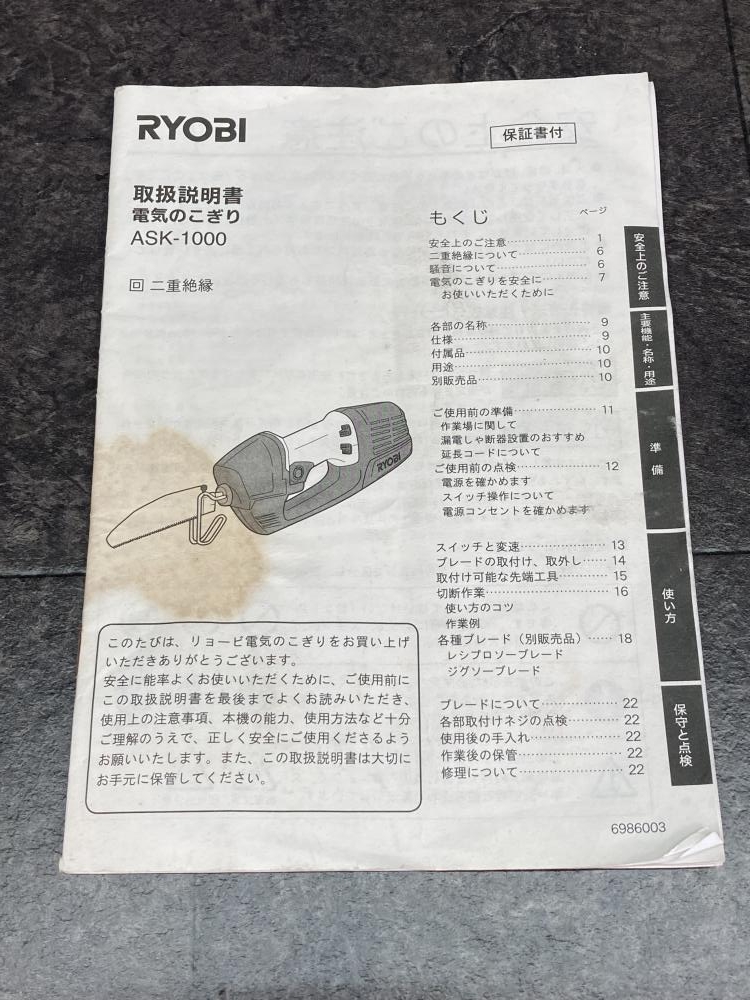 RYOBI
保証書付
取扱説明書
電気のこぎり
ASK-1000
回 二重絶縁
RYOBI
このたびは、リョービ電気のこぎりをお買い上げ
いただきありがとうございます。
安全に能率よくお使いいただくために、ご使用前に
この取扱説明書を最後までよくお読みいただき、
使用上の注意事項、本機の能力、使用方法など十分
ご理解のうえで、正しく安全にご使用くださるよう
お願いいたします。また、この取扱説明書は大切に
お手元に保管してください。
もくじ ページ
安全上のご注意 1
二重絶縁について 6
騒音について 6
電気のこぎりを安全に 7
お使いいただくために
各部の名称 9
仕様 9
付属品 10
用途 10
別販売品 10
ご使用前の準備 11
作業場に関して
漏電しゃ断器設置のおすすめ
延長コードについて
ご使用前の点検 12
電源を確かめます
スイッチ操作について
電源コンセントを確かめます
スイッチと変速 13
ブレードの取付け、取外し 14
取付け可能な先端工具 15
切断作業 16
使い方のコツ
作業例
各種ブレード（別販売品） 18
レシプロソーブレード
ジグソーブレード
ブレードについて 22
各部取付けネジの点検 22
使用後の手入れ 22
作業後の保管 22
修理について 22
安全上のご注意
主要機能・名称・用途
準備
使い方
保守と点検
6986003